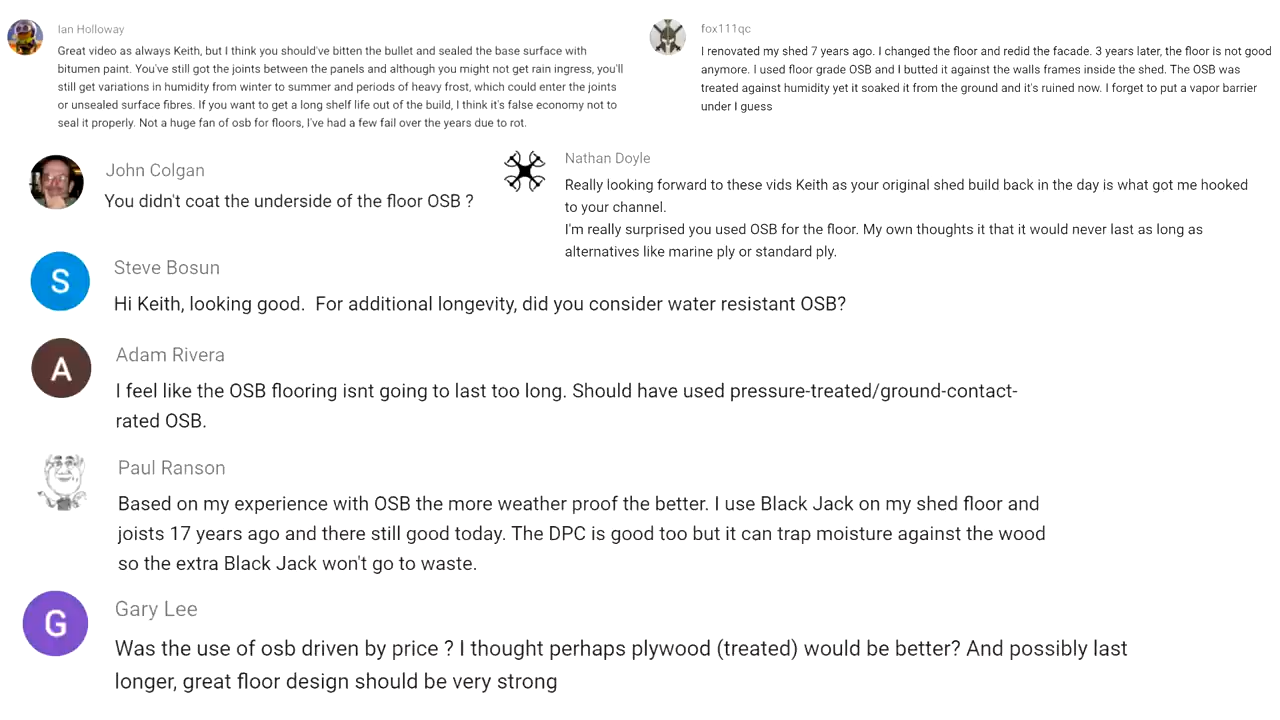 Ian Holloway
Great video as always Keith, but I think you should've bitten the bullet and sealed the base surface with
bitumen paint. You've still got the joints between the panels and although you might not get rain ingress, you'll
still get variations in humidity from winter to summer and periods of heavy frost, which could enter the joints
or unsealed surface fibres. If you want to get a long shelf life out of the build, I think it's false economy not to
seal it properly. Not a huge fan of osb for floors, I've had a few fail over the years due to rot.
fox111qc
I renovated my shed 7 years ago. I changed the floor and redid the facade. 3 years later, the floor is not good
anymore. I used floor grade OSB and I butted it against the walls frames inside the shed. The OSB was
treated against humidity yet it soaked it from the ground and it's ruined now. I forget to put a vapor barrier
under I guess
John Colgan
You didn't coat the underside of the floor OSB ?
Nathan Doyle
Really looking forward to these vids Keith as your original shed build back in the day is what got me hooked
to your channel.
I'm really surprised you used OSB for the floor. My own thoughts it that it would never last as long as
alternatives like marine ply or standard ply.
S
Steve Bosun
Hi Keith, looking good.  For additional longevity, did you consider water resistant OSB?
A
Adam Rivera
I feel like the OSB flooring isnt going to last too long. Should have used pressure-treated/ground-contact-
rated OSB.
Paul Ranson
Based on my experience with OSB the more weather proof the better. I use Black Jack on my shed floor and
joists 17 years ago and there still good today. The DPC is good too but it can trap moisture against the wood
so the extra Black Jack won't go to waste.
G
Gary Lee
Was the use of osb driven by price ? I thought perhaps plywood (treated) would be better? And possibly last
longer, great floor design should be very strong